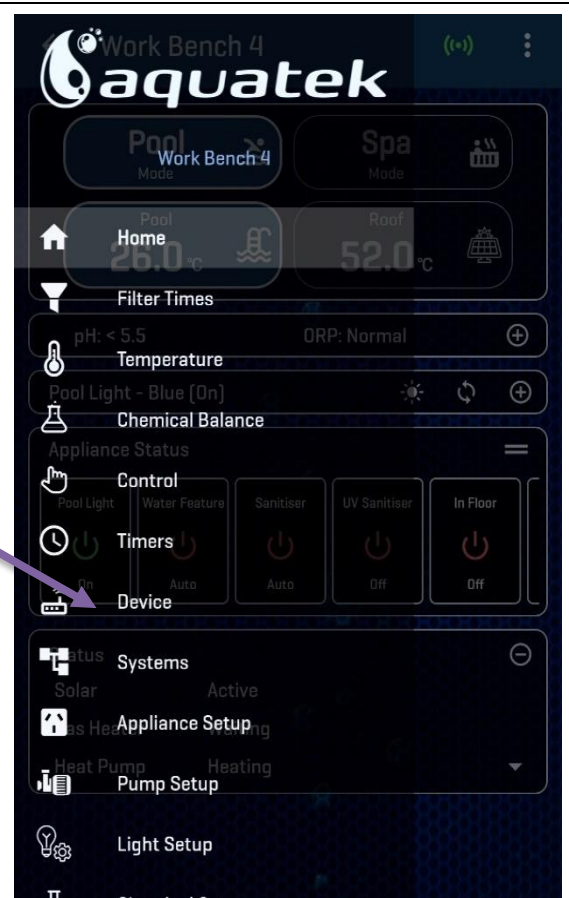 Work Bench 4
aquatek
Pool
Mode
Spa
Mode
Work Bench 4
Pool
26.0 °C
Roof
52.0 °C
Home
Filter Times
pH: < 5.5
ORP: Normal
Temperature
Pool Light - Blue (On)
Chemical Balance
Appliance Status
Control
Pool Light
Water Feature
Sanitiser
UV Sanitiser
In Floor
Timers
On
Auto
Auto
Off
Off
Device
Status
Systems
Solar
Active
Gas Heater
Appliance Setup
Heat Pump
Heating
Pump Setup
Light Setup